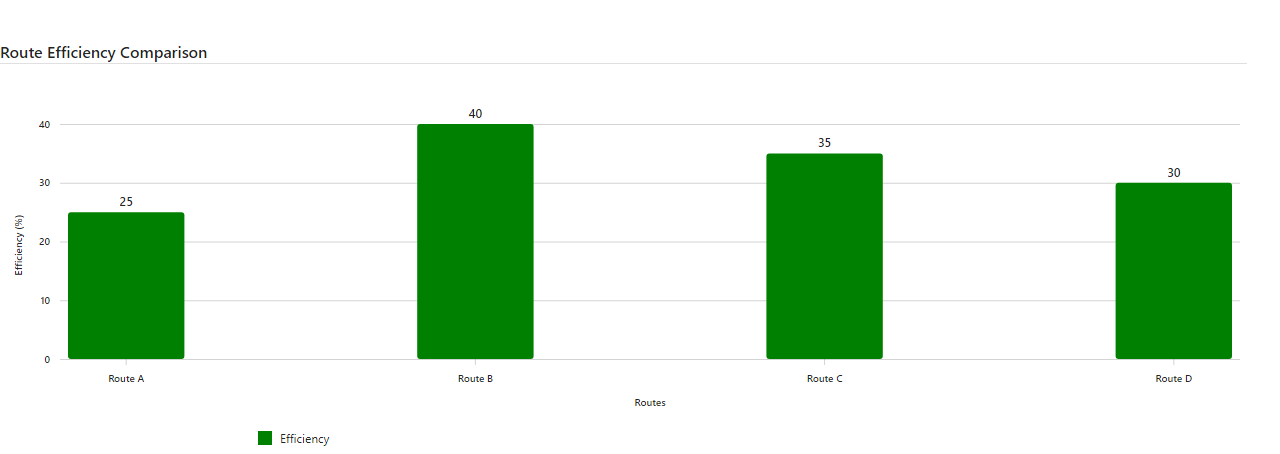 Route Efficiency Comparison
40
35
30
25
40
30
20
10
0
Efficiency (%)
Route A
Route B
Route C
Route D
Routes
Efficiency